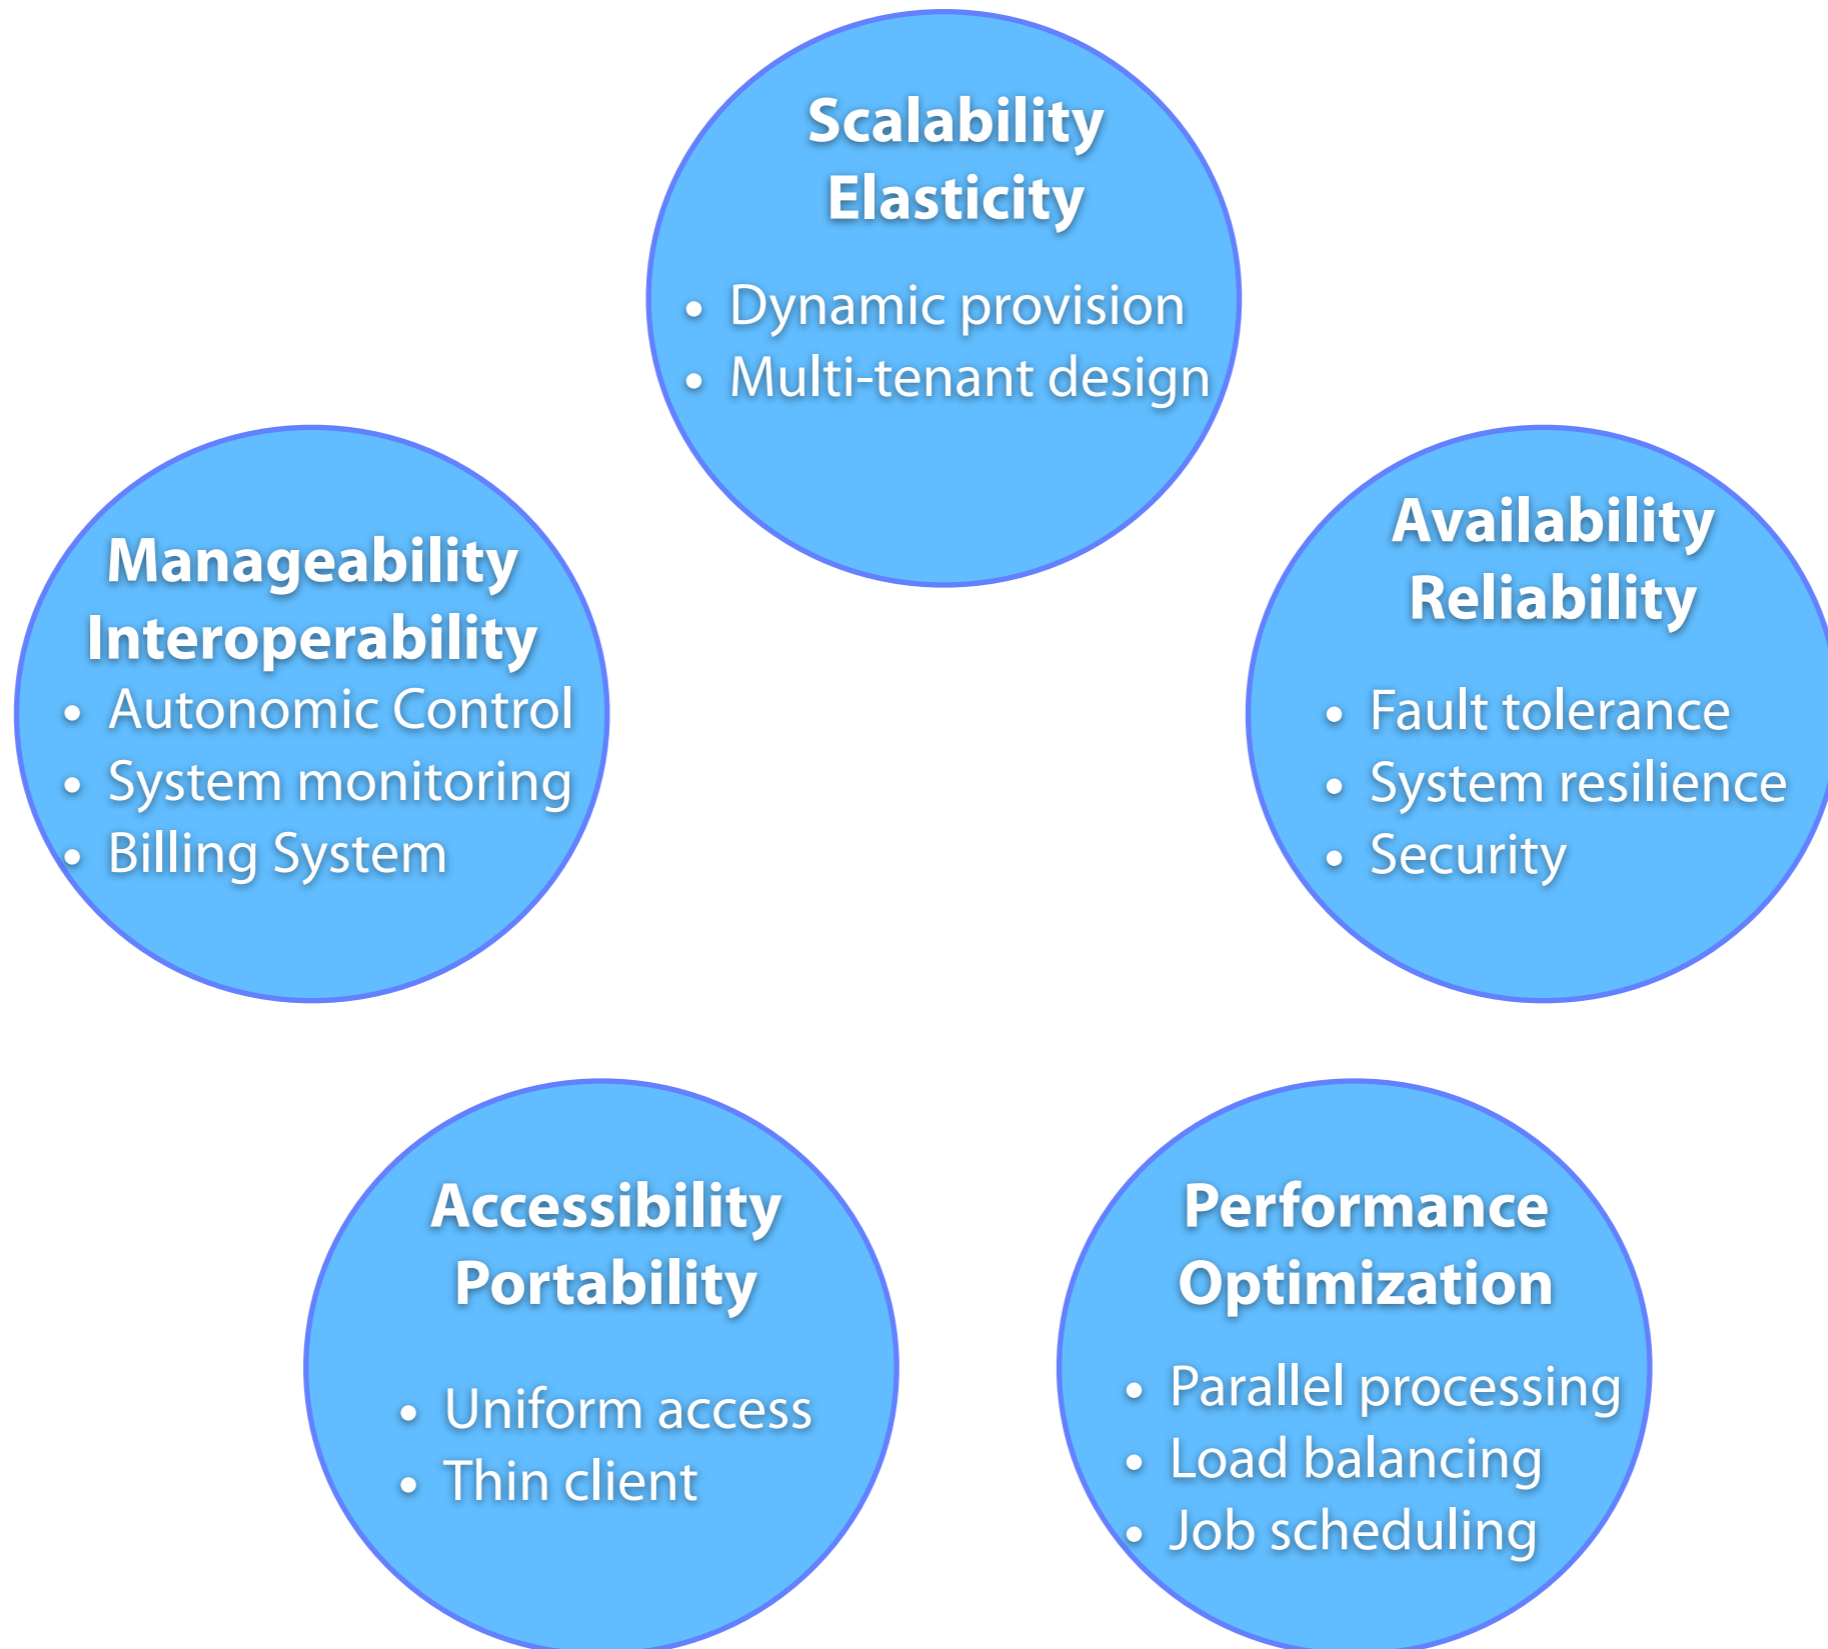 Scalability
Elasticity
• Dynamic provision
• Multi-tenant design
Manageability
Interoperability
• Autonomic Control
• System monitoring
• Billing System
Availability
Reliability
• Fault tolerance
• System resilience
• Security
Accessibility
Portability
• Uniform access
• Thin client
Performance
Optimization
• Parallel processing
• Load balancing
• Job scheduling